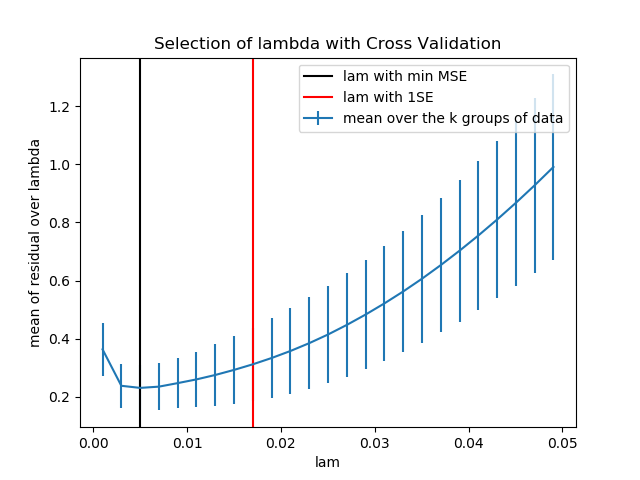 Selection of lambda with Cross Validation
lam with min MSE
lam with 1SE
mean over the k groups of data
mean of residual over lambda
1.2
1.0
0.8
0.6
0.4
0.2
0.00 0.01 0.02 0.03 0.04 0.05
lam